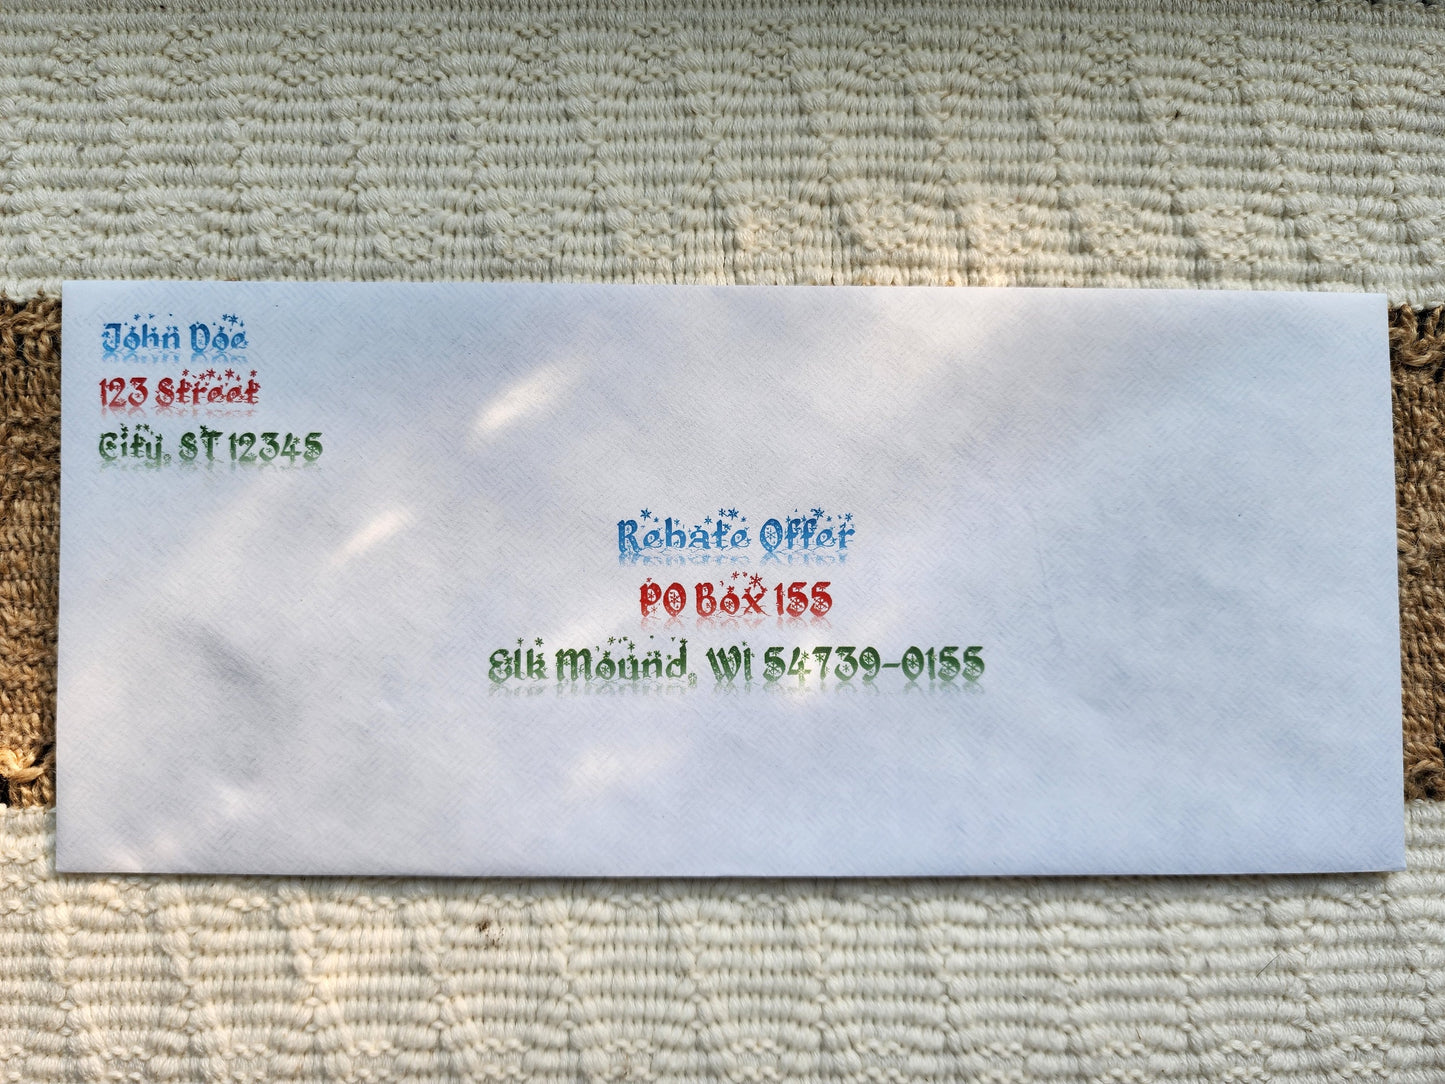 John Doe
123 Street
City, ST 12345
Rebate Offer
PO Box 155
Elk Mound, WI 54739-0155